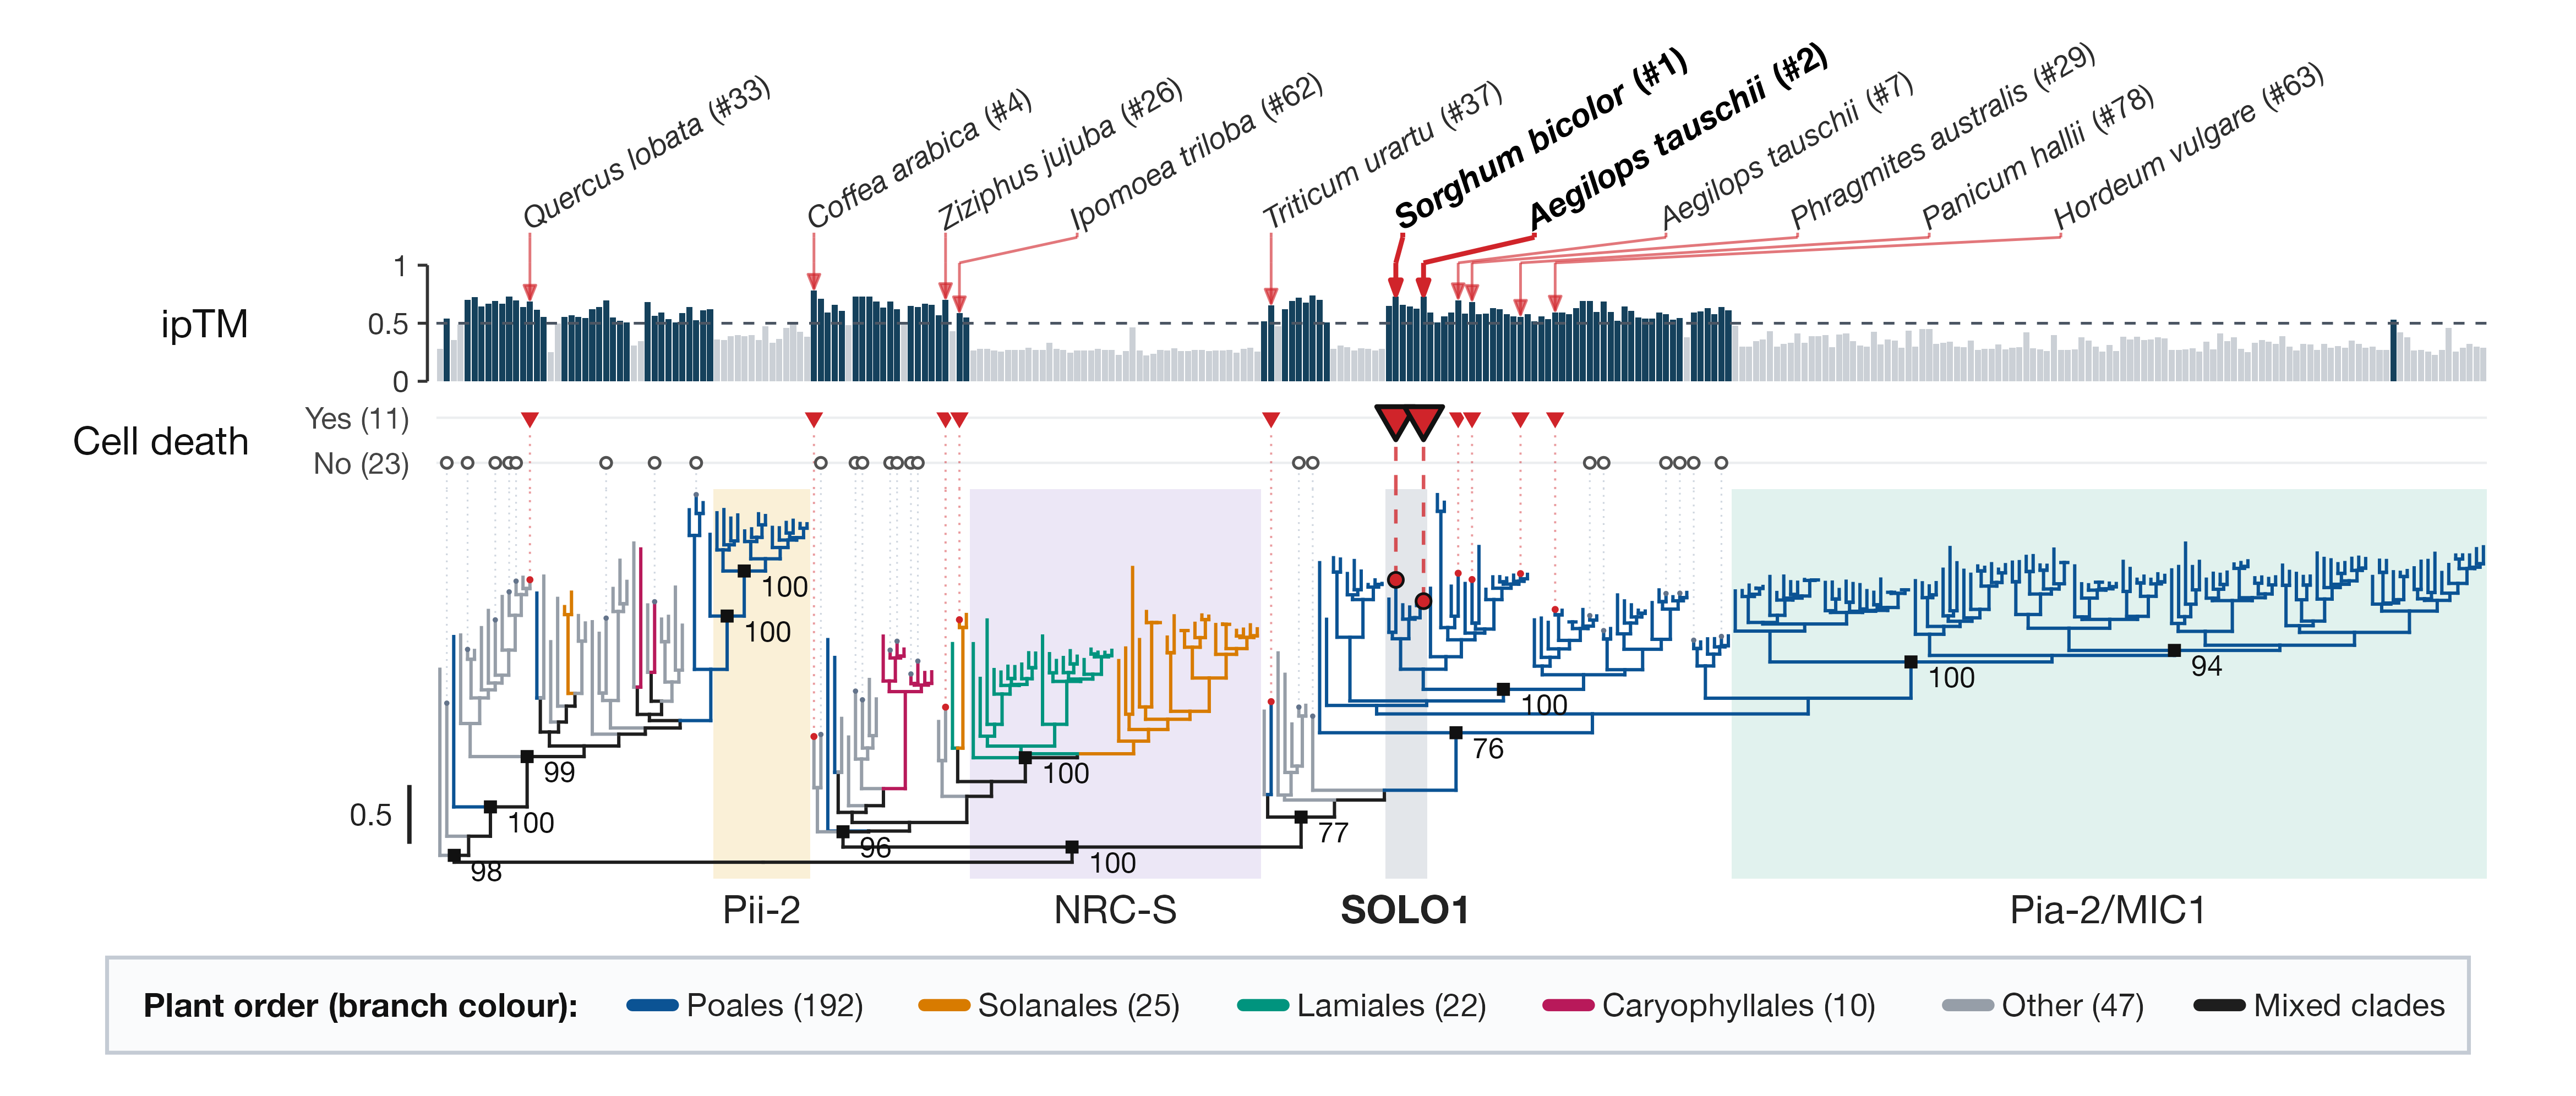 Quercus lobata (#33)
Coffea arabica (#4)
Ziziphus jujuba (#26)
Ipomoea triloba (#62)
Triticum urartu (#37)
Sorghum bicolor (#1)
Aegilops tauschii (#2)
Aegilops tauschii (#7)
Phragmites australis (#29)
Panicum hallii (#78)
Hordeum vulgare (#63)
1
ipTM
0.5
0
Yes (11)
Cell death
No (23)
100
100
94
100
100
76
99
100
0.5
100
77
96
100
98
Pii-2
NRC-S
SOLO1
Pia-2/MIC1
Plant order (branch colour):
Poales (192)
Solanales (25)
Lamiales (22)
Caryophyllales (10)
Other (47)
Mixed clades